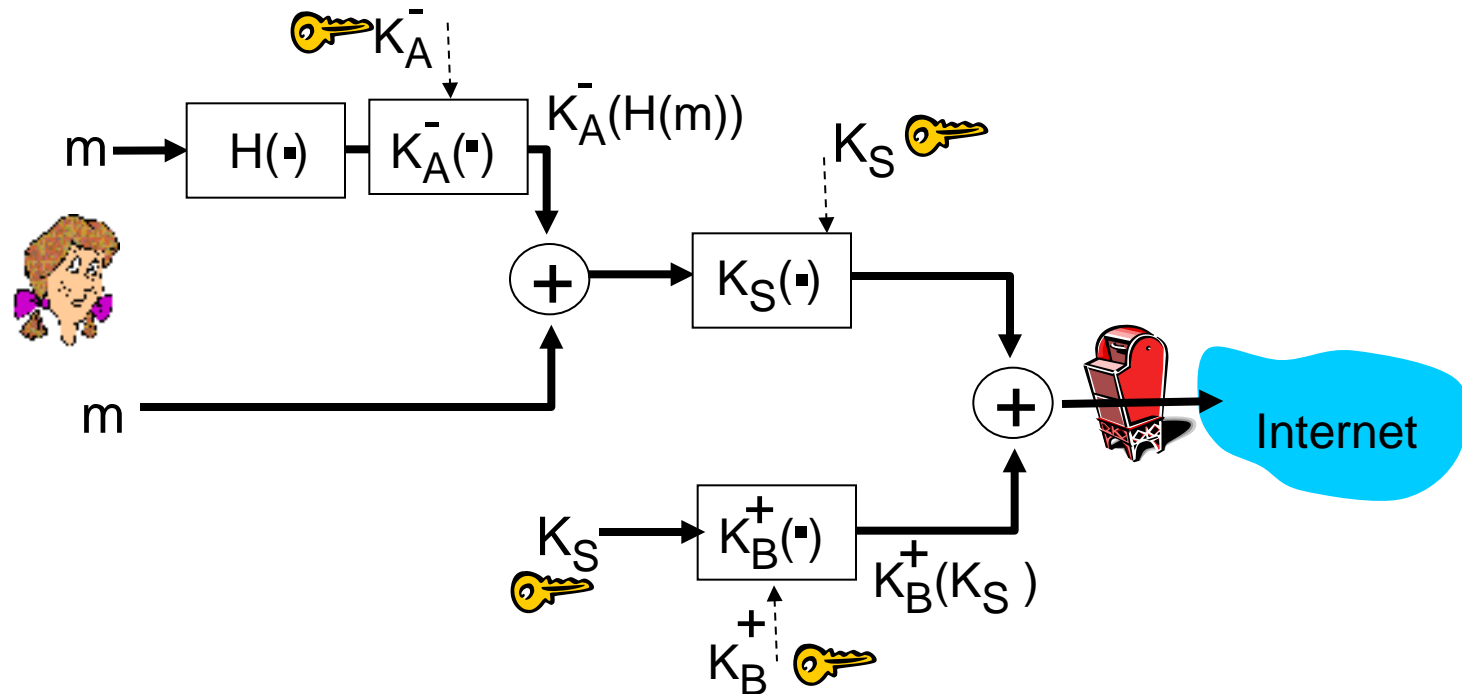 K_A^-
m
H(▪)
K_A^-(▪)
K_A^-(H(m))
K_S
+
K_S(▪)
m
+
Internet
K_S
K_B^+(▪)
K_B^+(K_S )
K_B^+